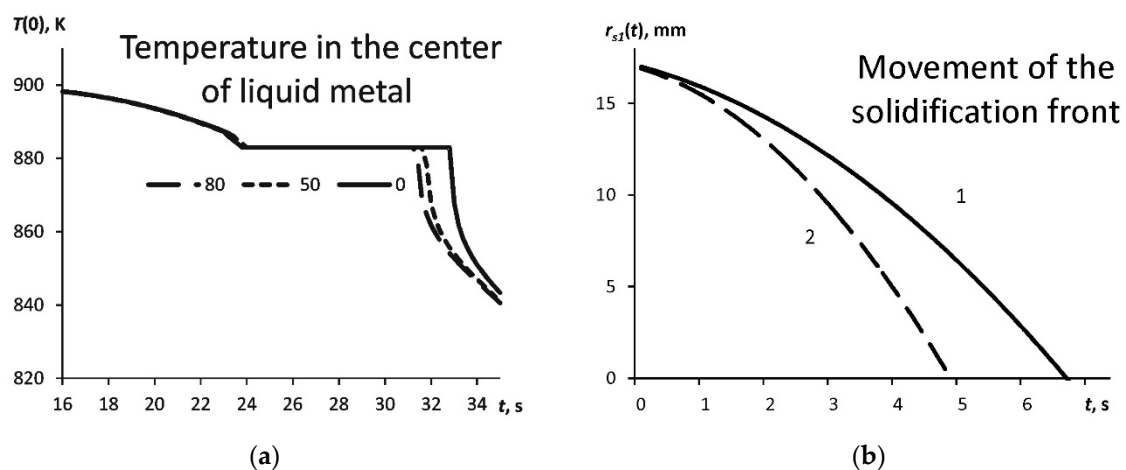 T(0), K
Temperature in the center
of liquid metal
900
880
860
840
820
80 50 0
16 18 20 22 24 26 28 30 32 34 t, s
(a)
r_{s1}(t), mm
Movement of the
solidification front
15
10
5
0
1
2
0 1 2 3 4 5 6 t, s
(b)